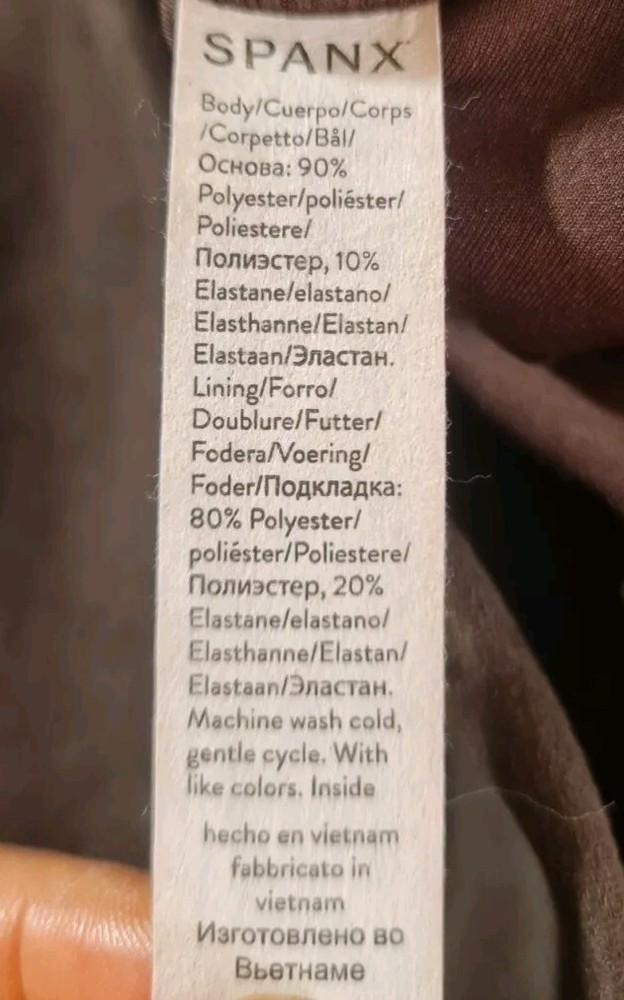 SPANX
Body/Cuerpo/Corps
/Corpetto/Bål/
Основа: 90%
Polyester/poliéster/
Poliestere/
Полиэстер, 10%
Elastane/elastano/
Elasthanne/Elastan/
Elastaan/Эластан.
Lining/Forro/
Doublure/Futter/
Fodera/Voering/
Foder/Подкладка:
80% Polyester/
poliéster/Poliestere/
Полиэстер, 20%
Elastane/elastano/
Elasthanne/Elastan/
Elastaan/Эластан.
Machine wash cold,
gentle cycle. With
like colors. Inside
hecho en vietnam
fabbricato in
vietnam
Изготовлено во
Вьетнаме